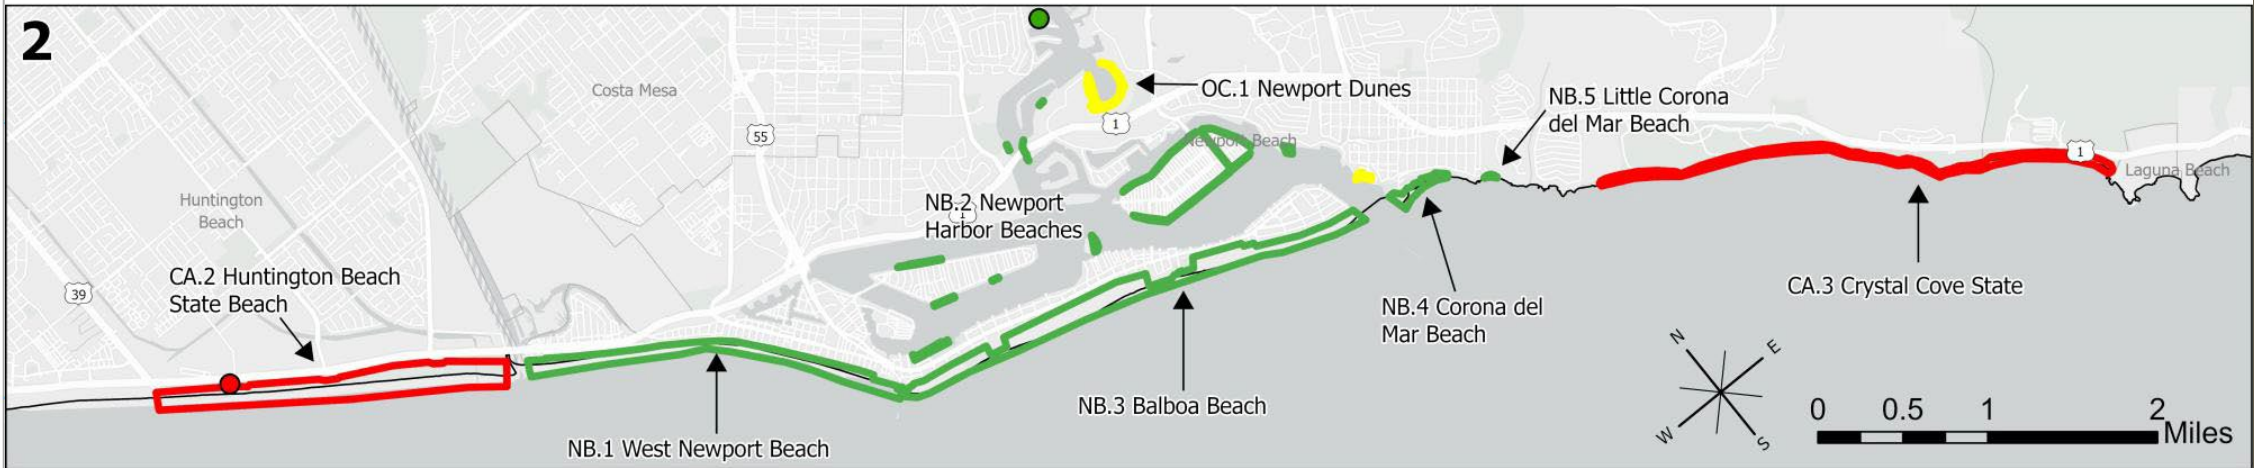 2
Costa Mesa
OC.1 Newport Dunes
NB.5 Little Corona
del Mar Beach
1
55
Newport Beach
1
Laguna Beach
Huntington
Beach
NB.2 Newport
1
Harbor Beaches
CA.2 Huntington Beach
State Beach
39
CA.3 Crystal Cove State
NB.4 Corona del
Mar Beach
NB.3 Balboa Beach
NB.1 West Newport Beach
N
E
W
S
0 0.5 1 2
Miles